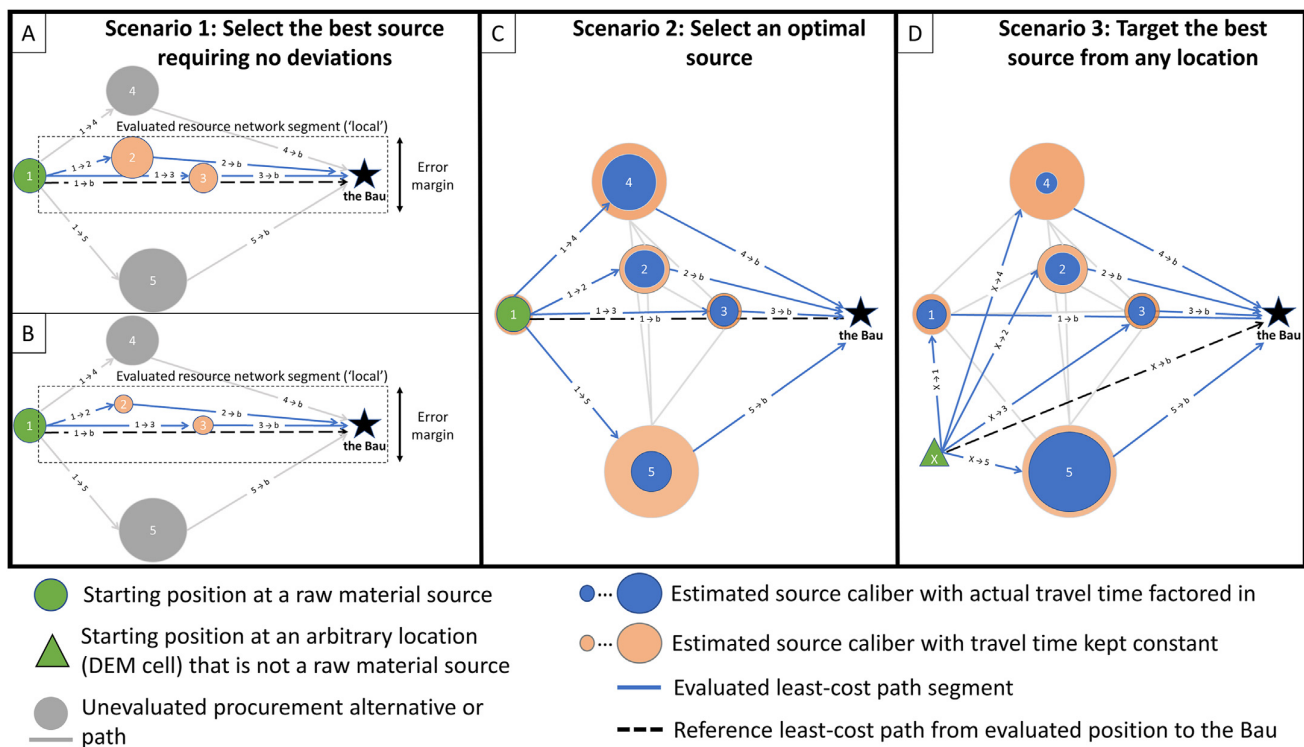 A
Scenario 1: Select the best source
requiring no deviations
4
1→4
Evaluated resource network segment ('local')
4→b
2
1→2
2→b
1
1→3
3
3→b
1→b
the Bau
Error
margin
1→5
5→b
5
B
4
1→4
Evaluated resource network segment ('local')
4→b
2
1→2
2→b
1
1→3
3
3→b
1→b
the Bau
Error
margin
1→5
5→b
5
C
Scenario 2: Select an optimal
source
4
1→4
4→b
2
1→2
2→b
1
1→3
3
3→b
1→b
the Bau
1→5
5→b
5
D
Scenario 3: Target the best
source from any location
4
4→b
X→4
2
2→b
X→2
1
3
3→b
1→b
the Bau
X→1
X→b
X→3
5→b
X
X→5
5
Starting position at a raw material source
Starting position at an arbitrary location
(DEM cell) that is not a raw material source
Unevaluated procurement alternative or
path
Estimated source caliber with actual travel time factored in
Estimated source caliber with travel time kept constant
Evaluated least-cost path segment
Reference least-cost path from evaluated position to the Bau